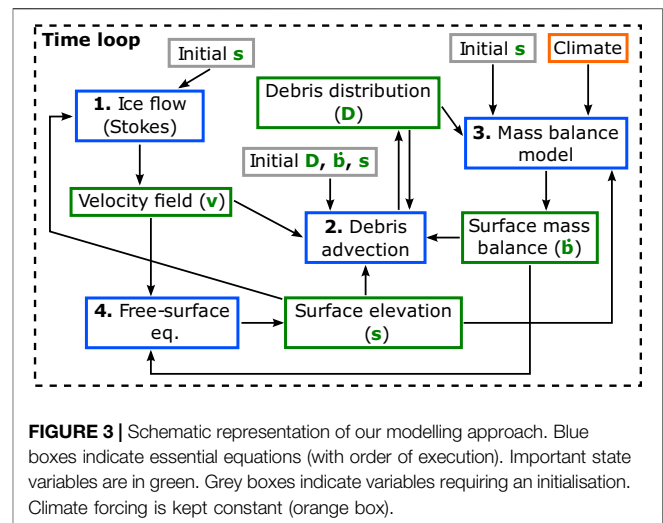 Time loop
Initial s
Initial s
Climate
1. Ice flow
(Stokes)
Debris distribution
(D)
3. Mass balance
model
Initial D, ḃ, s
Velocity field (v)
2. Debris
advection
Surface mass
balance (ḃ)
4. Free-surface
eq.
Surface elevation
(s)
FIGURE 3 | Schematic representation of our modelling approach. Blue
boxes indicate essential equations (with order of execution). Important state
variables are in green. Grey boxes indicate variables requiring an initialisation.
Climate forcing is kept constant (orange box).